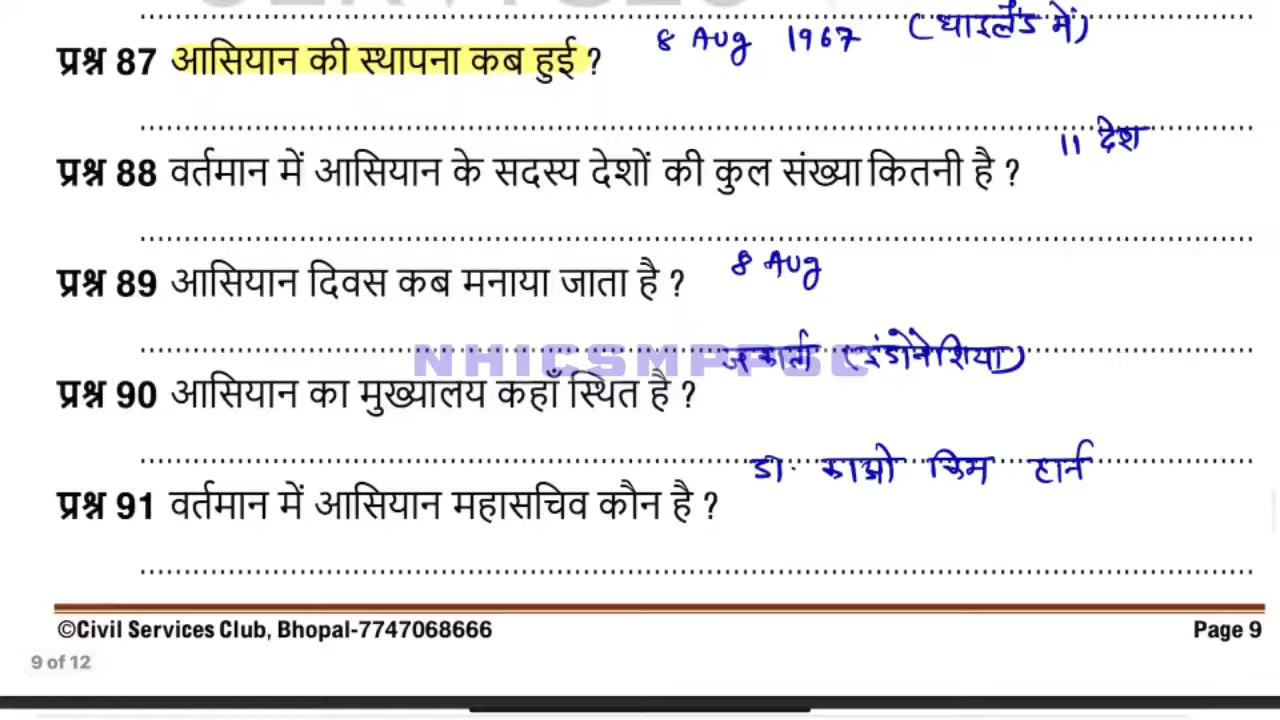 प्रश्न 87 आसियान की स्थापना कब हुई ? 8 Aug 1967 (थाइलैंड में)
11 देश
प्रश्न 88 वर्तमान में आसियान के सदस्य देशों की कुल संख्या कितनी है ?
प्रश्न 89 आसियान दिवस कब मनाया जाता है ? 8 Aug
NHICSMPPSC जकार्ता (इंडोनेशिया)
प्रश्न 90 आसियान का मुख्यालय कहाँ स्थित है ?
डा. काओ किम हार्न
प्रश्न 91 वर्तमान में आसियान महासचिव कौन है ?
©Civil Services Club, Bhopal-7747068666 Page 9
9 of 12